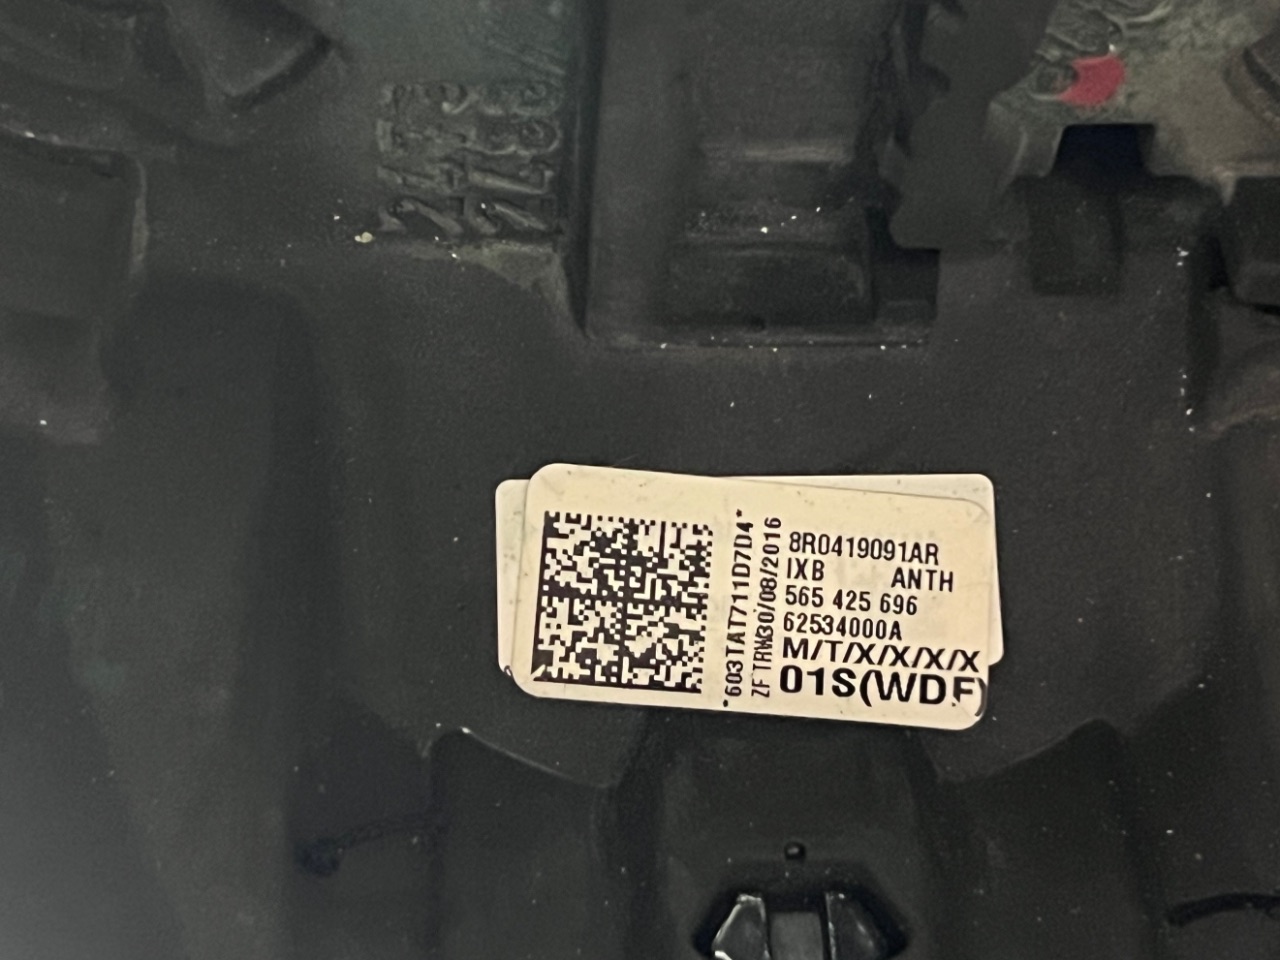 *603TAT711D7D4*
ZF TRW30/08/2016
8R0419091AR
IXB ANTH
565 425 696
62534000A
M/T/X/X/X/X
01S(WDF)